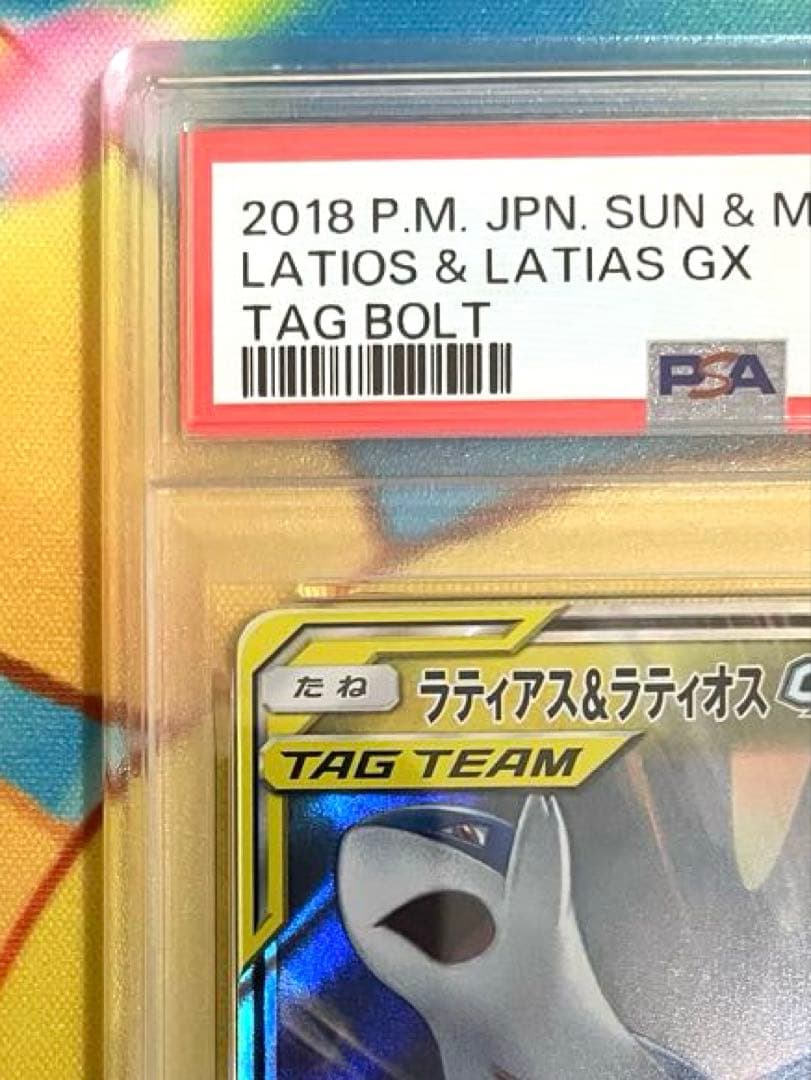 2018 P.M. JPN. SUN & M
LATIOS & LATIAS GX
TAG BOLT
PSA
たね
ラティアス&ラティオス
TAG TEAM